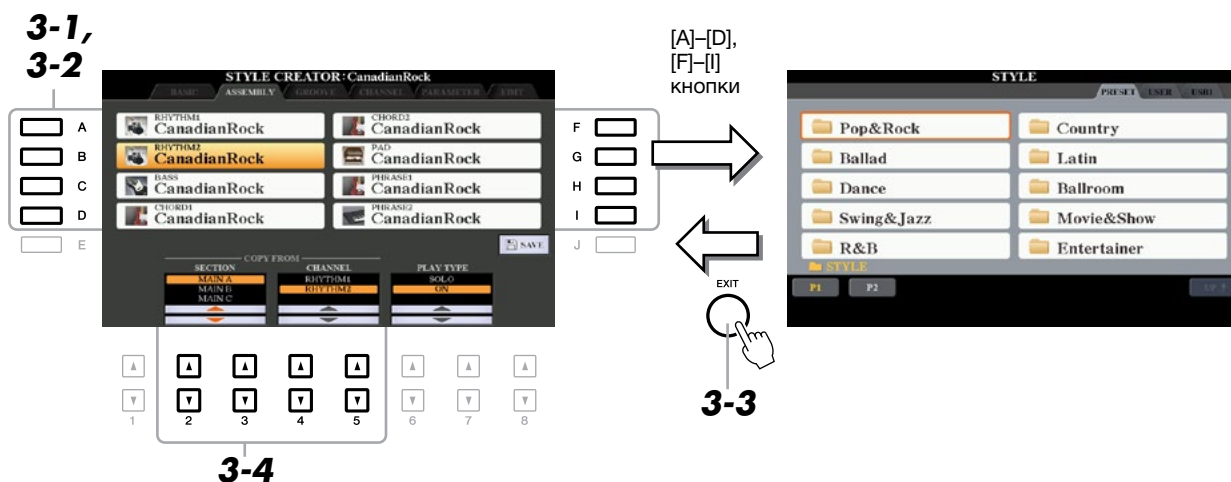 3-1,
3-2
[A]–[D],
[F]–[I]
кнопки
STYLE CREATOR:CanadianRock
BASIC ASSEMBLY GROOVE CHANNEL PARAMETER EDIT
A
B
C
D
E
RHYTHM1
CanadianRock
RHYTHM2
CanadianRock
BASS
CanadianRock
CHORD1
CanadianRock
CHORD2
CanadianRock
PAD
CanadianRock
PHRASE1
CanadianRock
PHRASE2
CanadianRock
F
G
H
I
J
SAVE
COPY FROM
SECTION
MAIN A
MAIN B
MAIN C
CHANNEL
RHYTHM1
RHYTHM2
PLAY TYPE
SOLO
ON
1 2 3 4 5 6 7 8
3-4
EXIT
3-3
STYLE
PRESET USER USB1
Pop&Rock
Ballad
Dance
Swing&Jazz
R&B
Country
Latin
Ballroom
Movie&Show
Entertainer
STYLE
P1 P2
UP